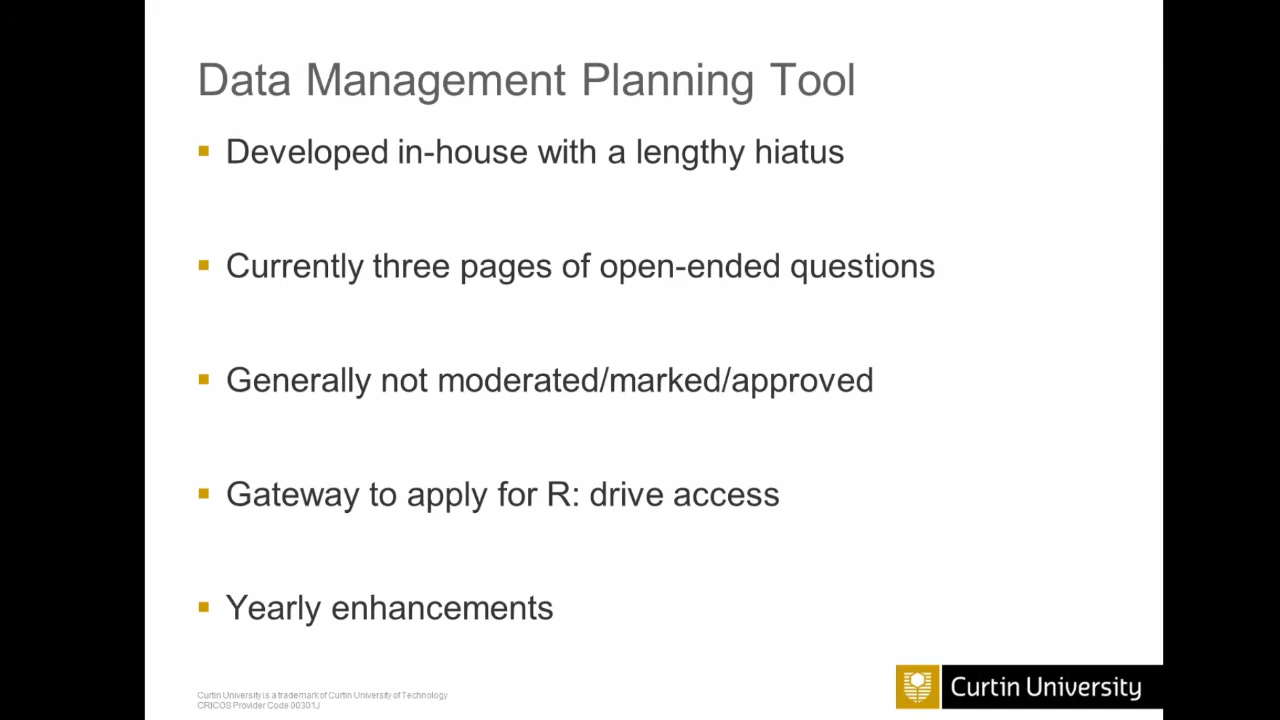 Data Management Planning Tool
Developed in-house with a lengthy hiatus
Currently three pages of open-ended questions
Generally not moderated/marked/approved
Gateway to apply for R: drive access
Yearly enhancements
Curtin University is a trademark of Curtin University of Technology
CRICOS Provider Code 00301J
Curtin University